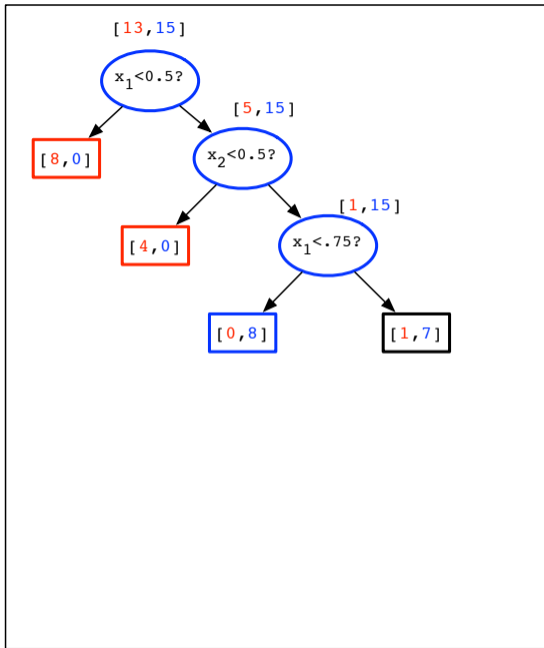 [13,15]
x1<0.5?
[5,15]
[8,0]
x2<0.5?
[1,15]
[4,0]
x1<.75?
[0,8]
[1,7]